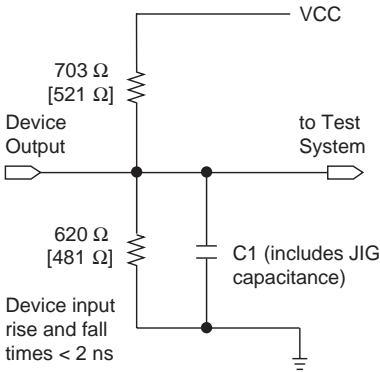 VCC
703 Ω
[521 Ω]
Device
Output
to Test
System
620 Ω
[481 Ω]
C1 (includes JIG
capacitance)
Device input
rise and fall
times < 2 ns